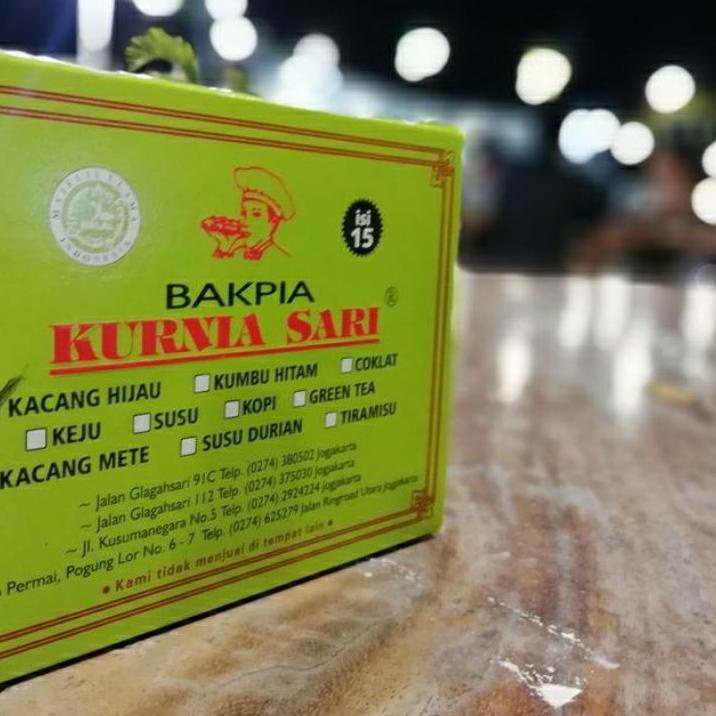 MAJELIS ULAMA
INDONESIA
isi
15
BAKPIA
KURNIA SARI
KACANG HIJAU KUMBU HITAM COKLAT
KEJU SUSU KOPI GREEN TEA
KACANG METE SUSU DURIAN TIRAMISU
~ Jalan Glagahsari 91C Telp. (0274) 380502 Jogjakarta
~ Jalan Glagahsari 112 Telp. (0274) 375030 Jogjakarta
~ Jl. Kusumanegara No.5 Telp. (0274) 2924224 Jogjakarta
Permai, Pogung Lor No. 6 - 7 Telp. (0274) 625279 Jalan Ringroad Utara Jogjakarta
• Kami tidak menjual di tempat lain •